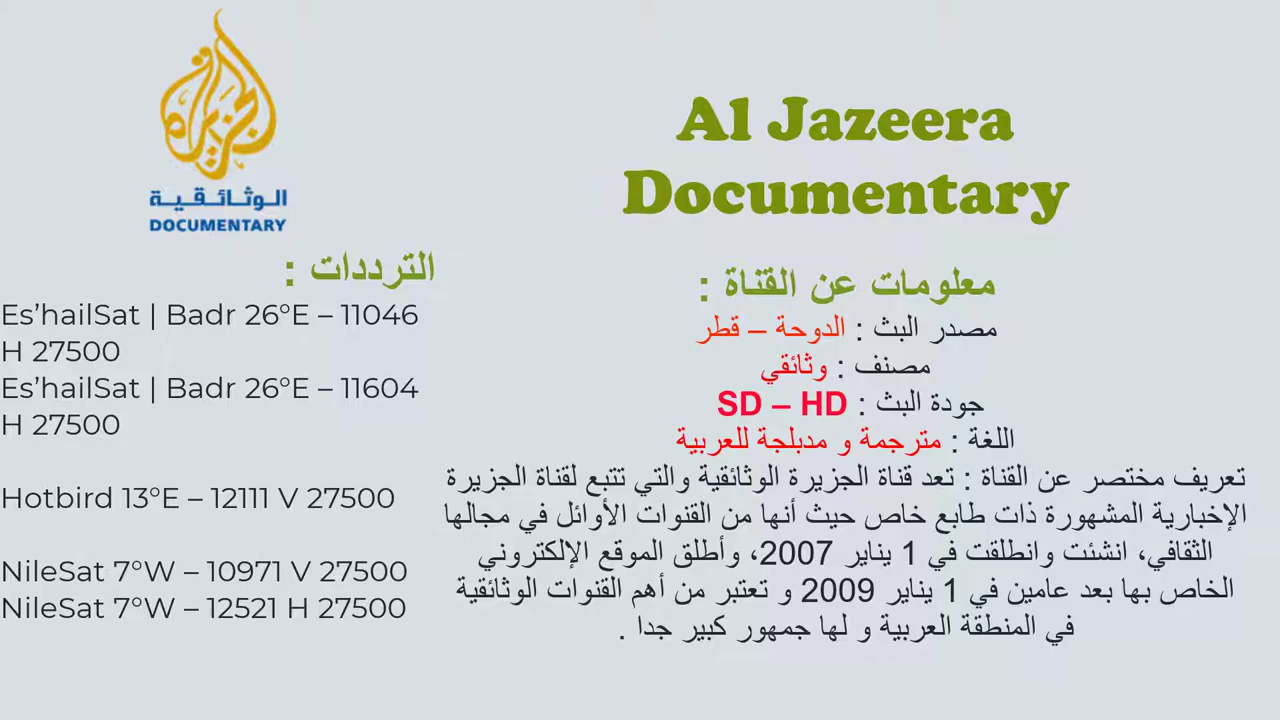 الجزيرة
الوثائقية
DOCUMENTARY
Al Jazeera
Documentary
الترددات :
Es’hailSat | Badr 26°E – 11046
H 27500
Es’hailSat | Badr 26°E – 11604
H 27500
Hotbird 13°E – 12111 V 27500
NileSat 7°W – 10971 V 27500
NileSat 7°W – 12521 H 27500
معلومات عن القناة :
مصدر البث : الدوحة – قطر
مصنف : وثائقي
جودة البث : SD – HD
اللغة : مترجمة و مدبلجة للعربية
تعريف مختصر عن القناة : تعد قناة الجزيرة الوثائقية والتي تتبع لقناة الجزيرة
الإخبارية المشهورة ذات طابع خاص حيث أنها من القنوات الأوائل في مجالها
الثقافي، انشئت وانطلقت في 1 يناير 2007، وأطلق الموقع الإلكتروني
الخاص بها بعد عامين في 1 يناير 2009 و تعتبر من أهم القنوات الوثائقية
في المنطقة العربية و لها جمهور كبير جدا .